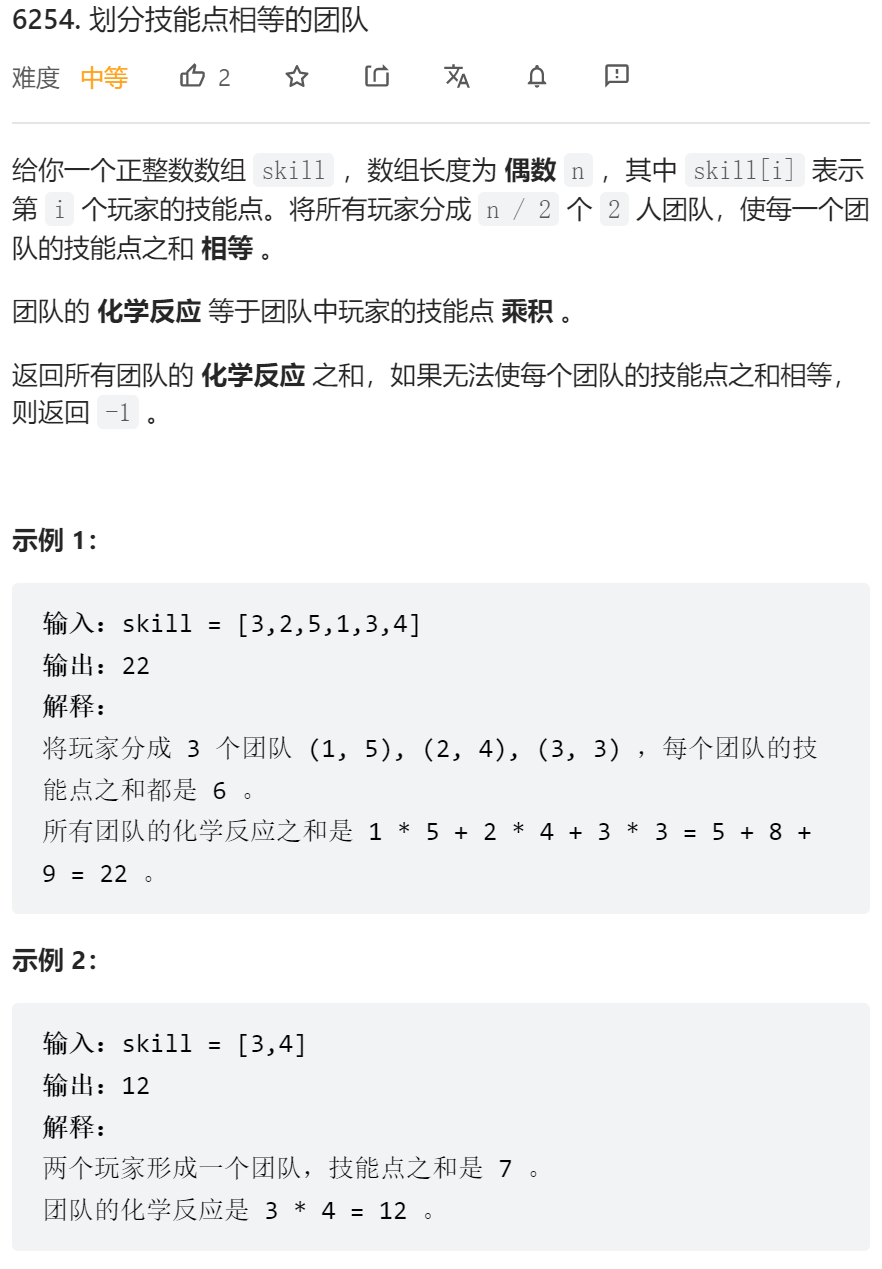 6254. 划分技能点相等的团队
难度 中等 2
给你一个正整数数组 skill ，数组长度为 偶数 n ，其中 skill[i] 表示
第 i 个玩家的技能点。将所有玩家分成 n / 2 个 2 人团队，使每一个团
队的技能点之和 相等 。
团队的 化学反应 等于团队中玩家的技能点 乘积 。
返回所有团队的 化学反应 之和，如果无法使每个团队的技能点之和相等，
则返回 -1 。
示例 1：
输入：skill = [3,2,5,1,3,4]
输出：22
解释：
将玩家分成 3 个团队 (1, 5), (2, 4), (3, 3) ，每个团队的技
能点之和都是 6 。
所有团队的化学反应之和是 1 * 5 + 2 * 4 + 3 * 3 = 5 + 8 +
9 = 22 。
示例 2：
输入：skill = [3,4]
输出：12
解释：
两个玩家形成一个团队，技能点之和是 7 。
团队的化学反应是 3 * 4 = 12 。